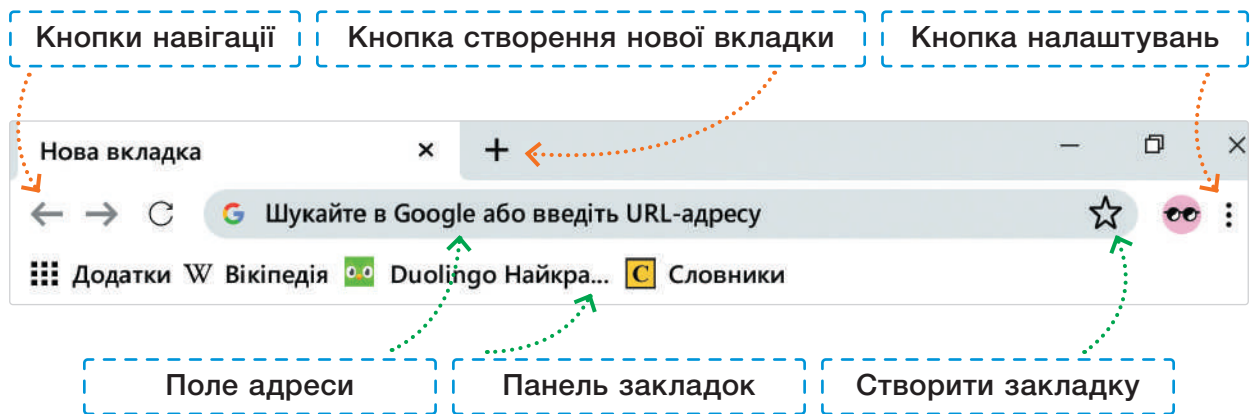 Кнопки навігації Кнопка створення нової вкладки Кнопка налаштувань
Нова вкладка
Шукайте в Google або введіть URL-адресу
Додатки W Вікіпедія Duolingo Найкра... C Словники
Поле адреси Панель закладок Створити закладку